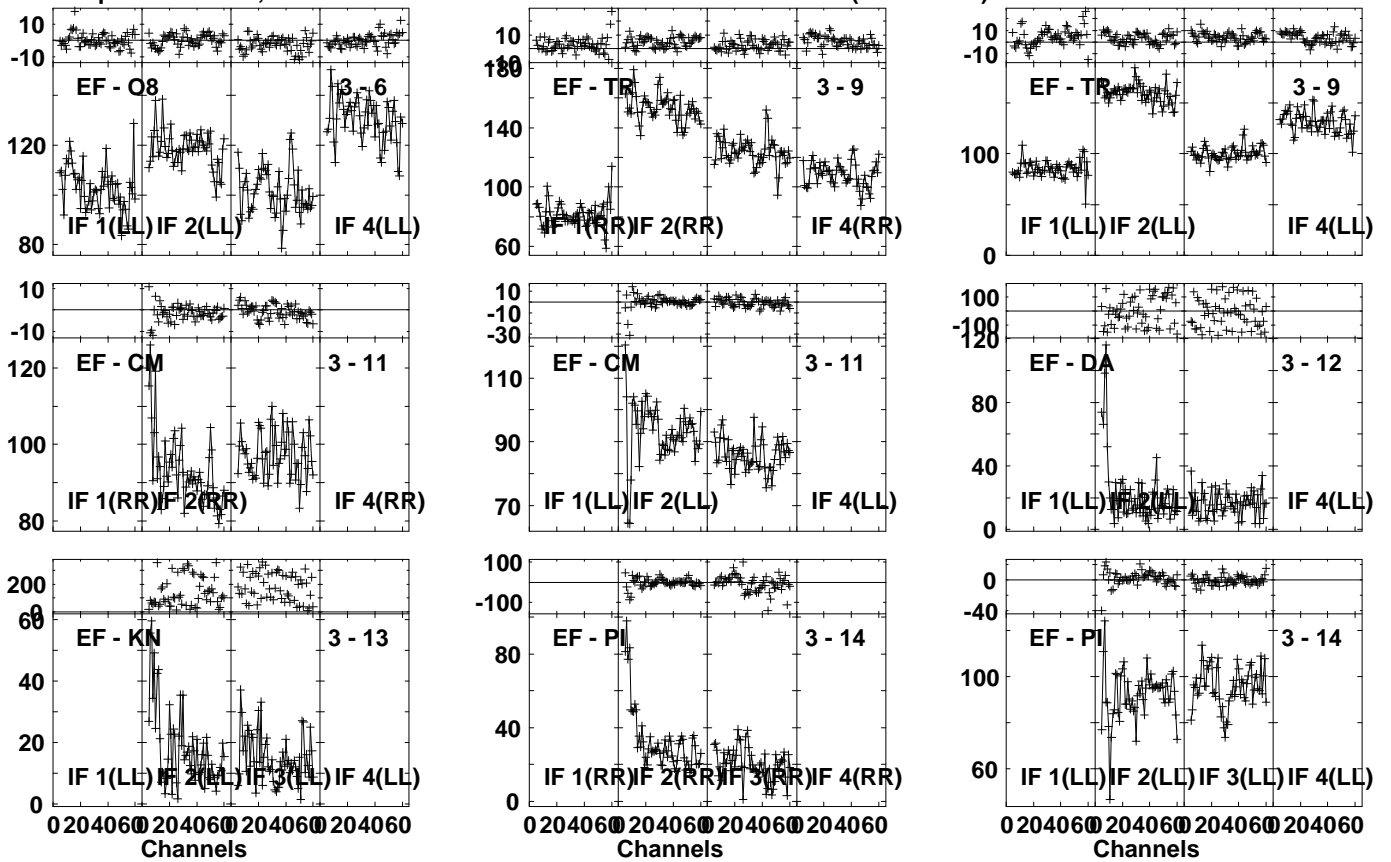 10 10 10
-10 -10 -10
180
EF - O8 3 - 6 EF - TR 3 - 9 EF - TR 3 - 9
120 140 100
100
80 60 0
IF 1(LL) IF 2(LL) IF 4(LL) IF 1(RR) IF 2(RR) IF 4(RR) IF 1(LL) IF 2(LL) IF 4(LL)
10 10 100
-10 -10 -100
-30
120
EF - CM 3 - 11 EF - CM 3 - 11 EF - DA 3 - 12
120 110 80
100 90 40
80 70 0
IF 1(RR) IF 2(RR) IF 4(RR) IF 1(LL) IF 2(LL) IF 4(LL) IF 1(LL) IF 2(LL) IF 4(LL)
200 100 0
0 -100 -40
60
EF - KN 3 - 13 EF - PI 3 - 14 EF - PI 3 - 14
40 80 100
20 40 60
0 0
IF 1(LL) IF 2(LL) IF 3(LL) IF 4(LL) IF 1(RR) IF 2(RR) IF 3(RR) IF 4(RR) IF 1(LL) IF 2(LL) IF 3(LL) IF 4(LL)
0 204060 0 204060 0 204060 0 204060 0 204060 0 204060 0 204060 0 204060 0 204060 0 204060 0 204060 0 204060
Channels Channels Channels